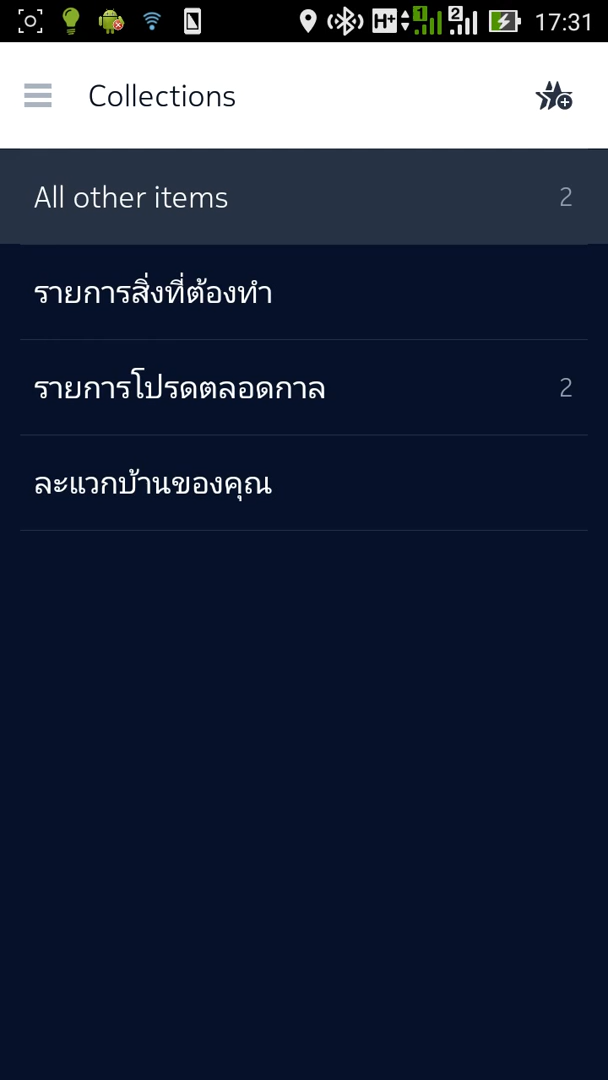 H+ 1 2 17:31
Collections
All other items 2
รายการสิ่งที่ต้องทำ
รายการโปรดตลอดกาล 2
ละแวกบ้านของคุณ